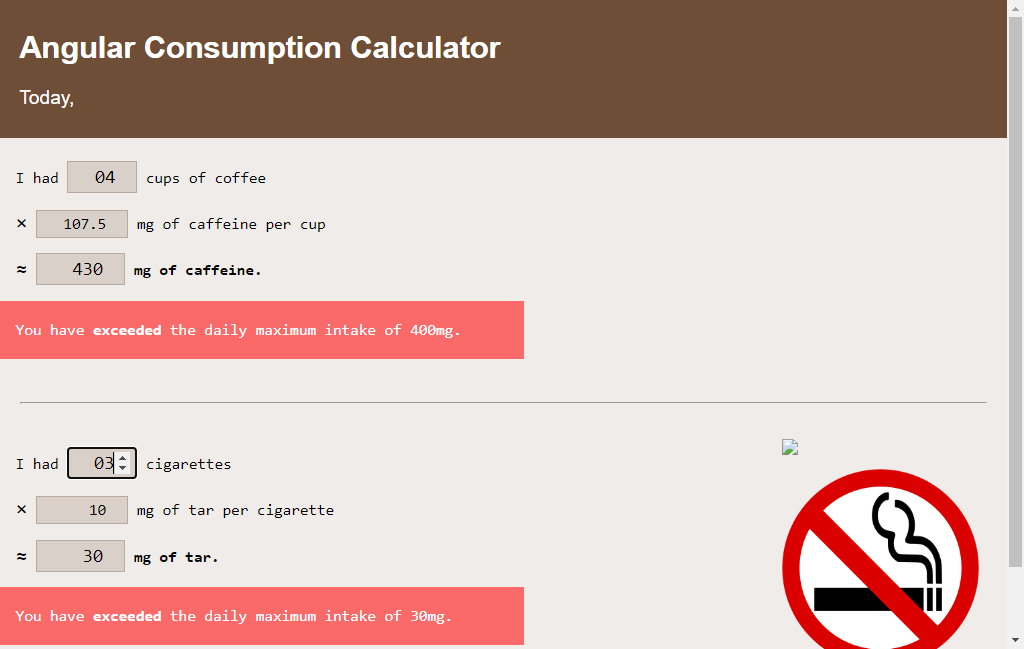 Angular Consumption Calculator
Today,
I had 04 cups of coffee
× 107.5 mg of caffeine per cup
≈ 430 mg of caffeine.
You have exceeded the daily maximum intake of 400mg.
I had 03 cigarettes
× 10 mg of tar per cigarette
≈ 30 mg of tar.
You have exceeded the daily maximum intake of 30mg.